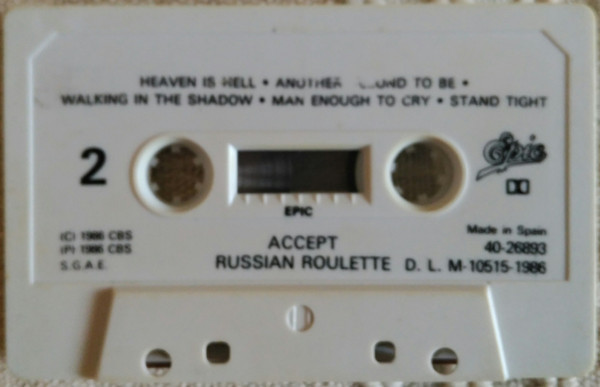 HEAVEN IS HELL • ANOTHER SECOND TO BE •
WALKING IN THE SHADOW • MAN ENOUGH TO CRY • STAND TIGHT
2
Epic
EPIC
(C) 1986 CBS
(P) 1986 CBS
S.G.A.E.
Made in Spain
40-26893
ACCEPT
RUSSIAN ROULETTE D. L. M-10515-1986